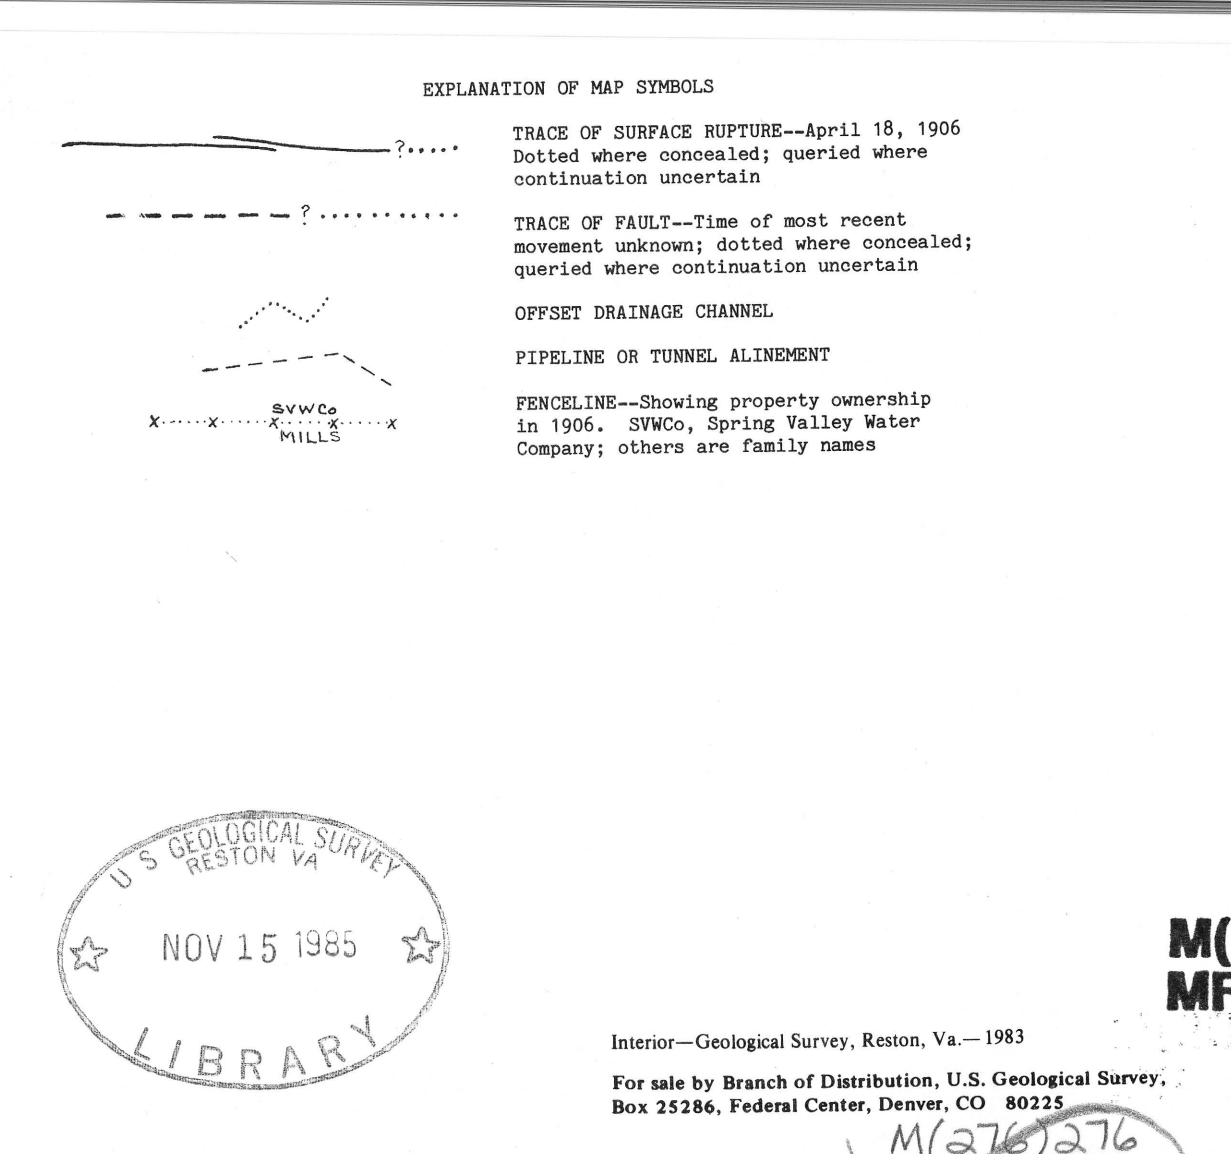 EXPLANATION OF MAP SYMBOLS
?
TRACE OF SURFACE RUPTURE--April 18, 1906
Dotted where concealed; queried where
continuation uncertain
?
TRACE OF FAULT--Time of most recent
movement unknown; dotted where concealed;
queried where continuation uncertain
OFFSET DRAINAGE CHANNEL
PIPELINE OR TUNNEL ALINEMENT
SVWCo
x x x x x
MILLS
FENCELINE--Showing property ownership
in 1906. SVWCo, Spring Valley Water
Company; others are family names
U S GEOLOGICAL SURVEY
RESTON VA
NOV 15 1985
LIBRARY
M(
MF
Interior—Geological Survey, Reston, Va.—1983
For sale by Branch of Distribution, U.S. Geological Survey,
Box 25286, Federal Center, Denver, CO 80225
M(276)276